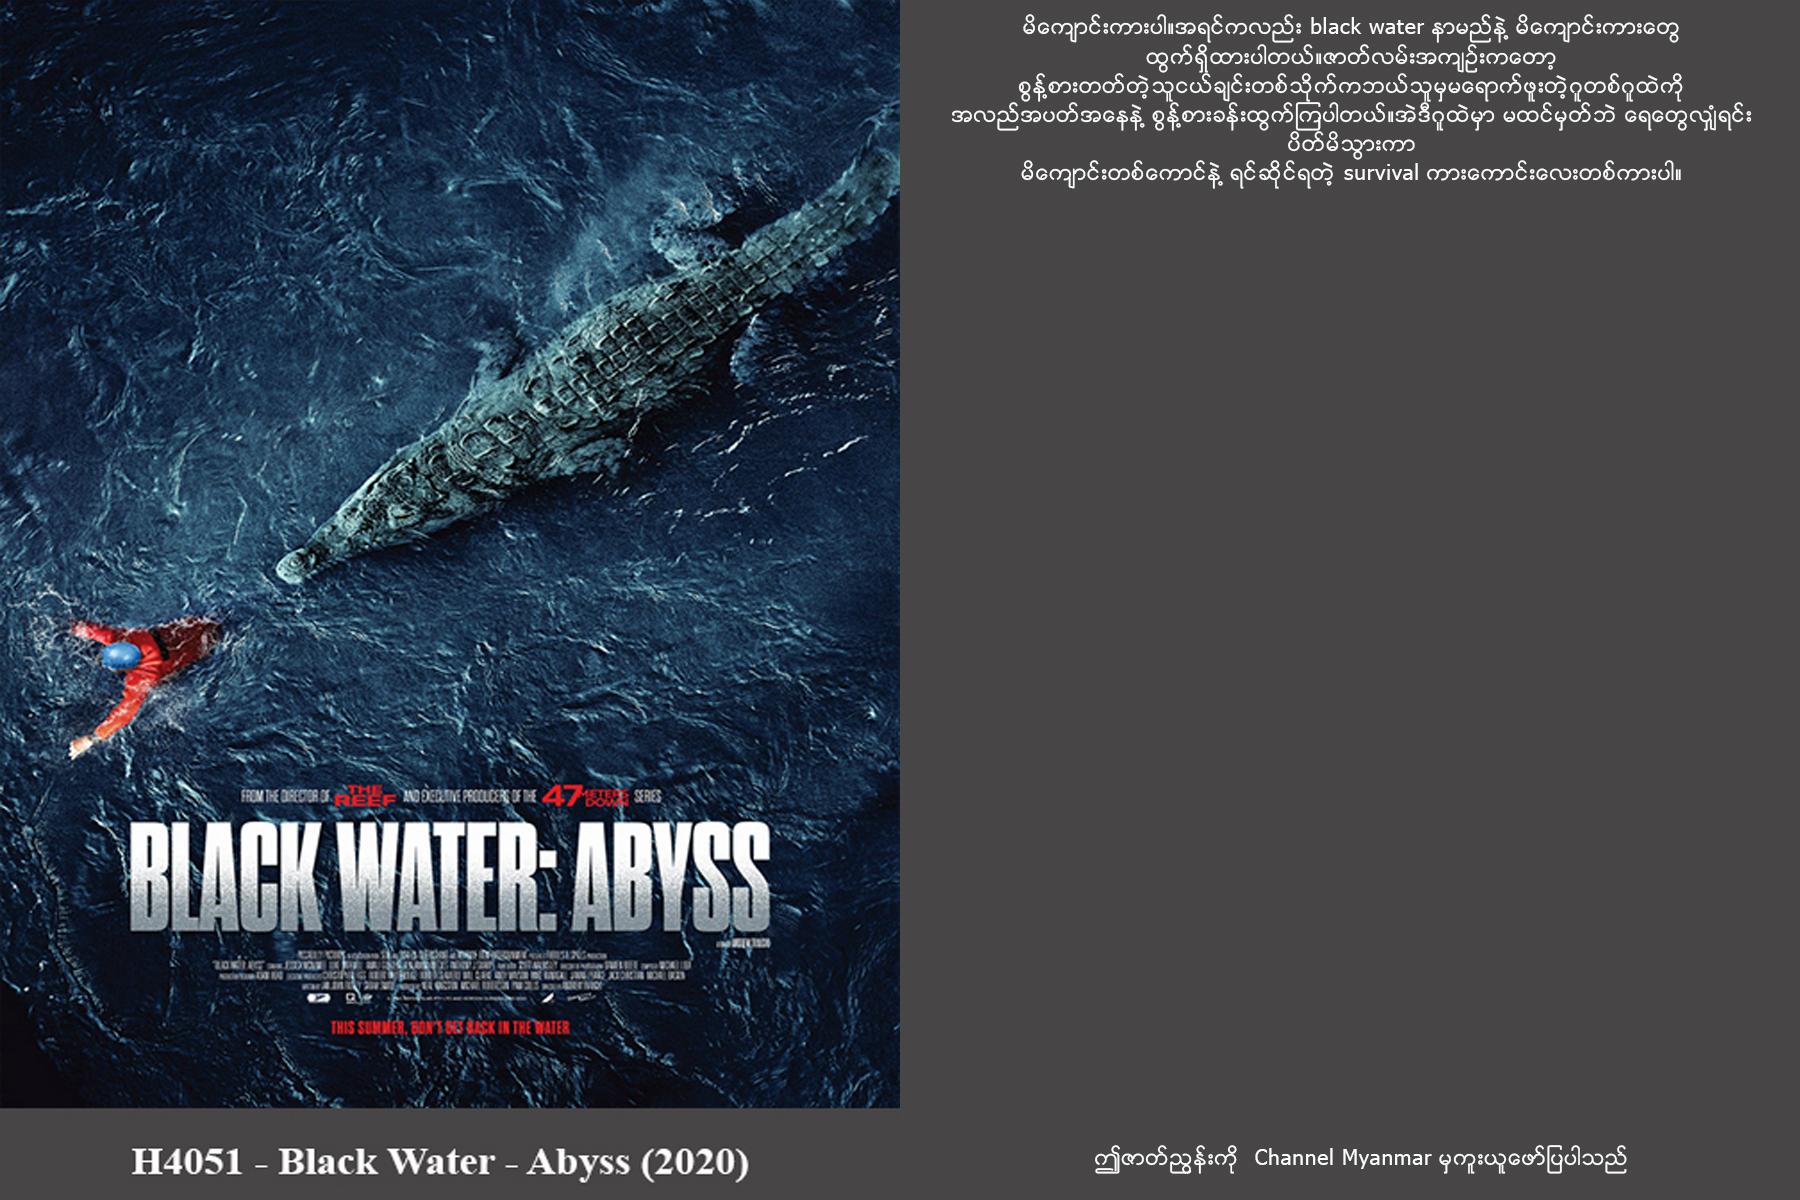 FROM THE DIRECTOR OF THE REEF AND EXECUTIVE PRODUCERS OF THE 47 METERS DOWN SERIES
BLACK WATER: ABYSS
THIS SUMMER, DON'T GET BACK IN THE WATER
H4051 - Black Water - Abyss (2020)
မိကျောင်းကားပါ။အရင်ကလည်း black water နာမည်နဲ့ မိကျောင်းကားတွေ
ထွက်ရှိထားပါတယ်။ဇာတ်လမ်းအကျဉ်းကတော့
စွန့်စားတတ်တဲ့သူငယ်ချင်းတစ်သိုက်ကဘယ်သူမှမရောက်ဖူးတဲ့ဂူတစ်ဂူထဲကို
အလည်အပတ်အနေနဲ့ စွန့်စားခန်းထွက်ကြပါတယ်။အဲဒီဂူထဲမှာ မထင်မှတ်ဘဲ ရေတွေလျှံရင်း
ပိတ်မိသွားကာ
မိကျောင်းတစ်ကောင်နဲ့ ရင်ဆိုင်ရတဲ့ survival ကားကောင်းလေးတစ်ကားပါ။
ဤဇာတ်ညွှန်းကို Channel Myanmar မှကူးယူဖော်ပြပါသည်